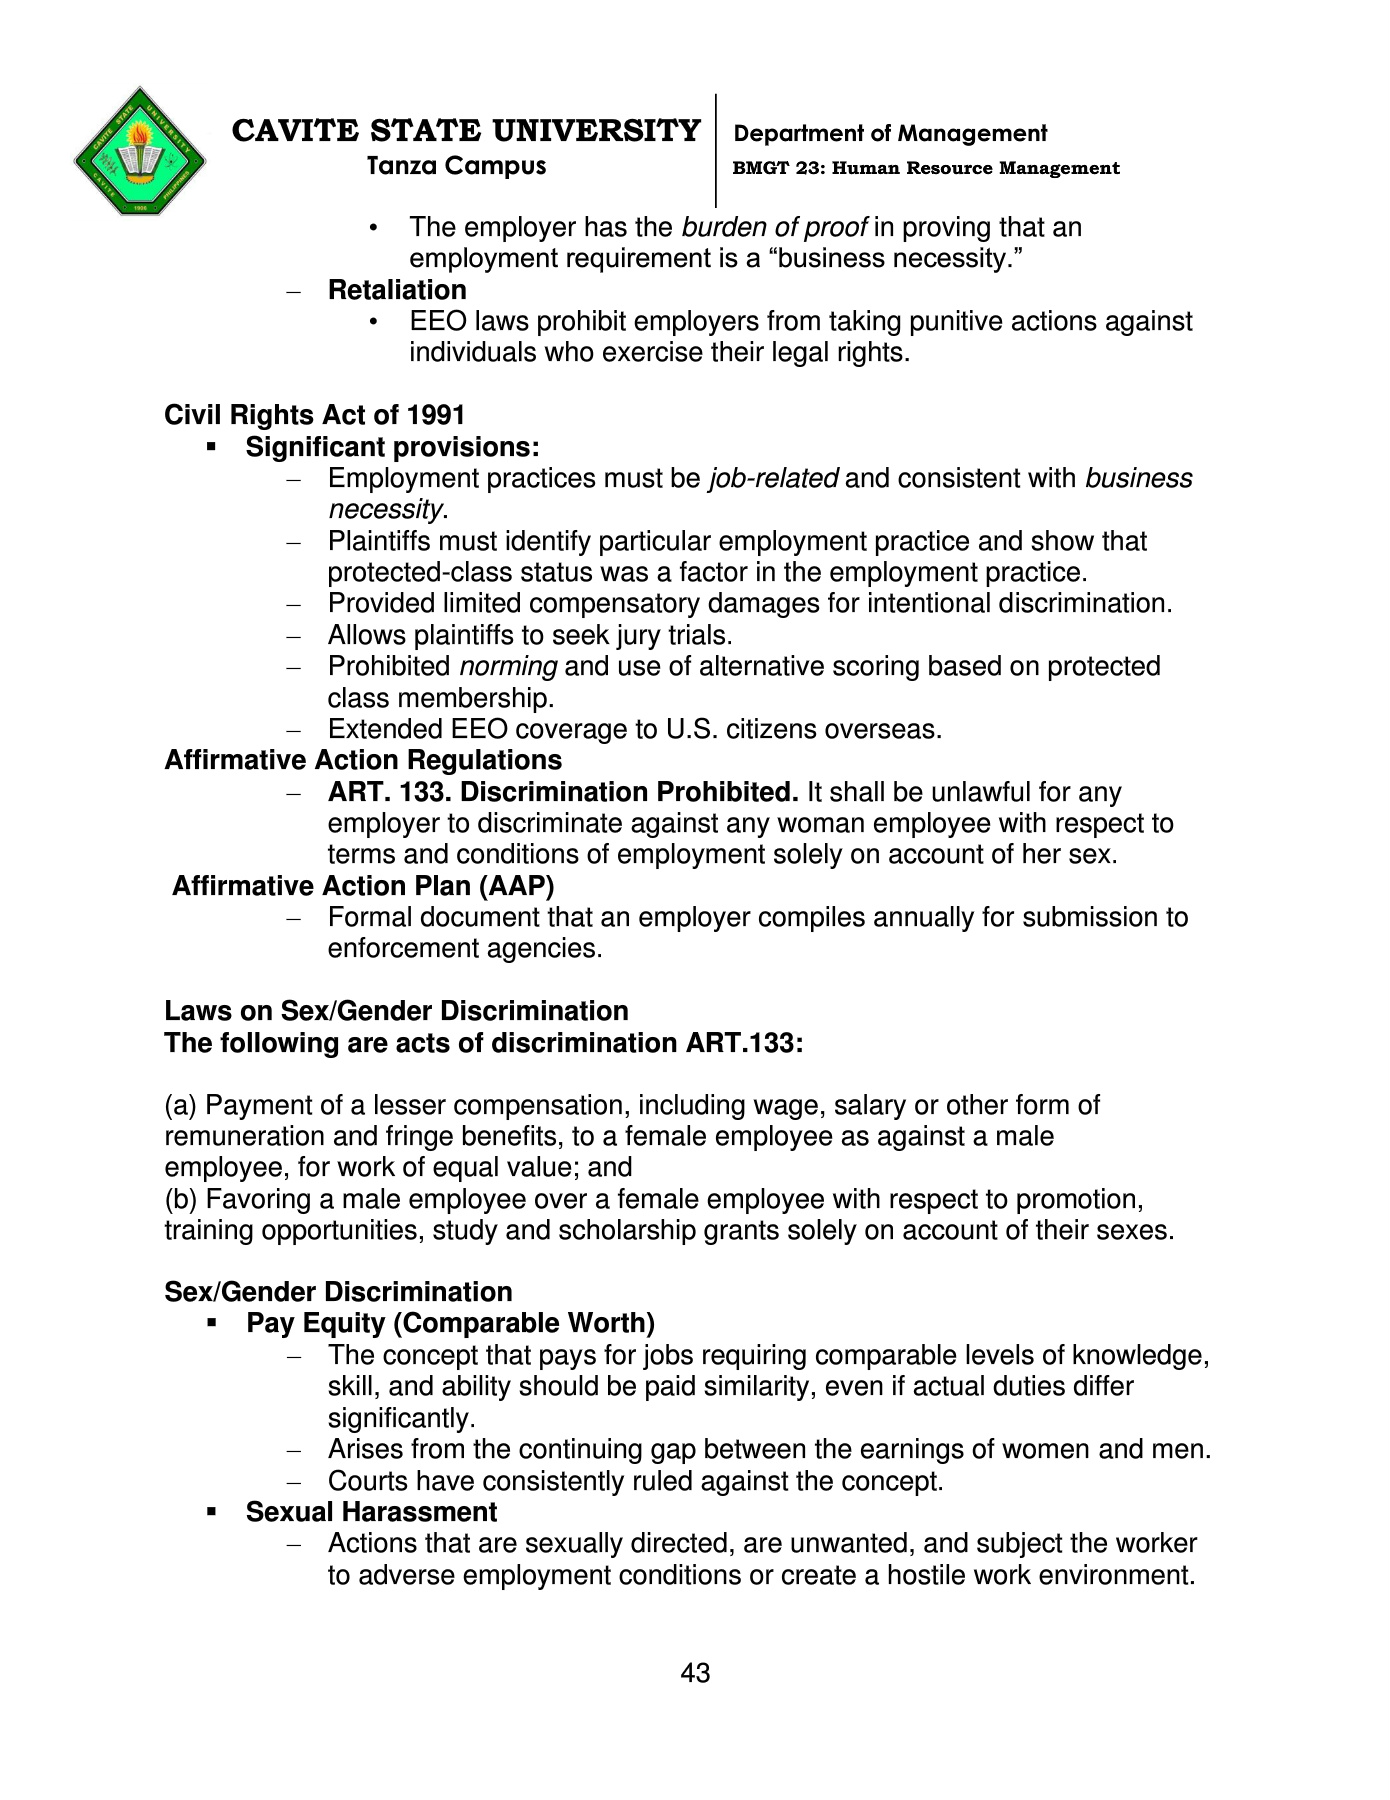 CAVITE STATE UNIVERSITY
Tanza Campus
Department of Management
BMGT 23: Human Resource Management
CAVITE STATE UNIVERSITY
CAVITE
PHILIPPINES
1906
• The employer has the burden of proof in proving that an
employment requirement is a “business necessity.”
– Retaliation
• EEO laws prohibit employers from taking punitive actions against
individuals who exercise their legal rights.
Civil Rights Act of 1991
▪ Significant provisions:
– Employment practices must be job-related and consistent with business
necessity.
– Plaintiffs must identify particular employment practice and show that
protected-class status was a factor in the employment practice.
– Provided limited compensatory damages for intentional discrimination.
– Allows plaintiffs to seek jury trials.
– Prohibited norming and use of alternative scoring based on protected
class membership.
– Extended EEO coverage to U.S. citizens overseas.
Affirmative Action Regulations
– ART. 133. Discrimination Prohibited. It shall be unlawful for any
employer to discriminate against any woman employee with respect to
terms and conditions of employment solely on account of her sex.
Affirmative Action Plan (AAP)
– Formal document that an employer compiles annually for submission to
enforcement agencies.
Laws on Sex/Gender Discrimination
The following are acts of discrimination ART.133:
(a) Payment of a lesser compensation, including wage, salary or other form of
remuneration and fringe benefits, to a female employee as against a male
employee, for work of equal value; and
(b) Favoring a male employee over a female employee with respect to promotion,
training opportunities, study and scholarship grants solely on account of their sexes.
Sex/Gender Discrimination
▪ Pay Equity (Comparable Worth)
– The concept that pays for jobs requiring comparable levels of knowledge,
skill, and ability should be paid similarity, even if actual duties differ
significantly.
– Arises from the continuing gap between the earnings of women and men.
– Courts have consistently ruled against the concept.
▪ Sexual Harassment
– Actions that are sexually directed, are unwanted, and subject the worker
to adverse employment conditions or create a hostile work environment.
43